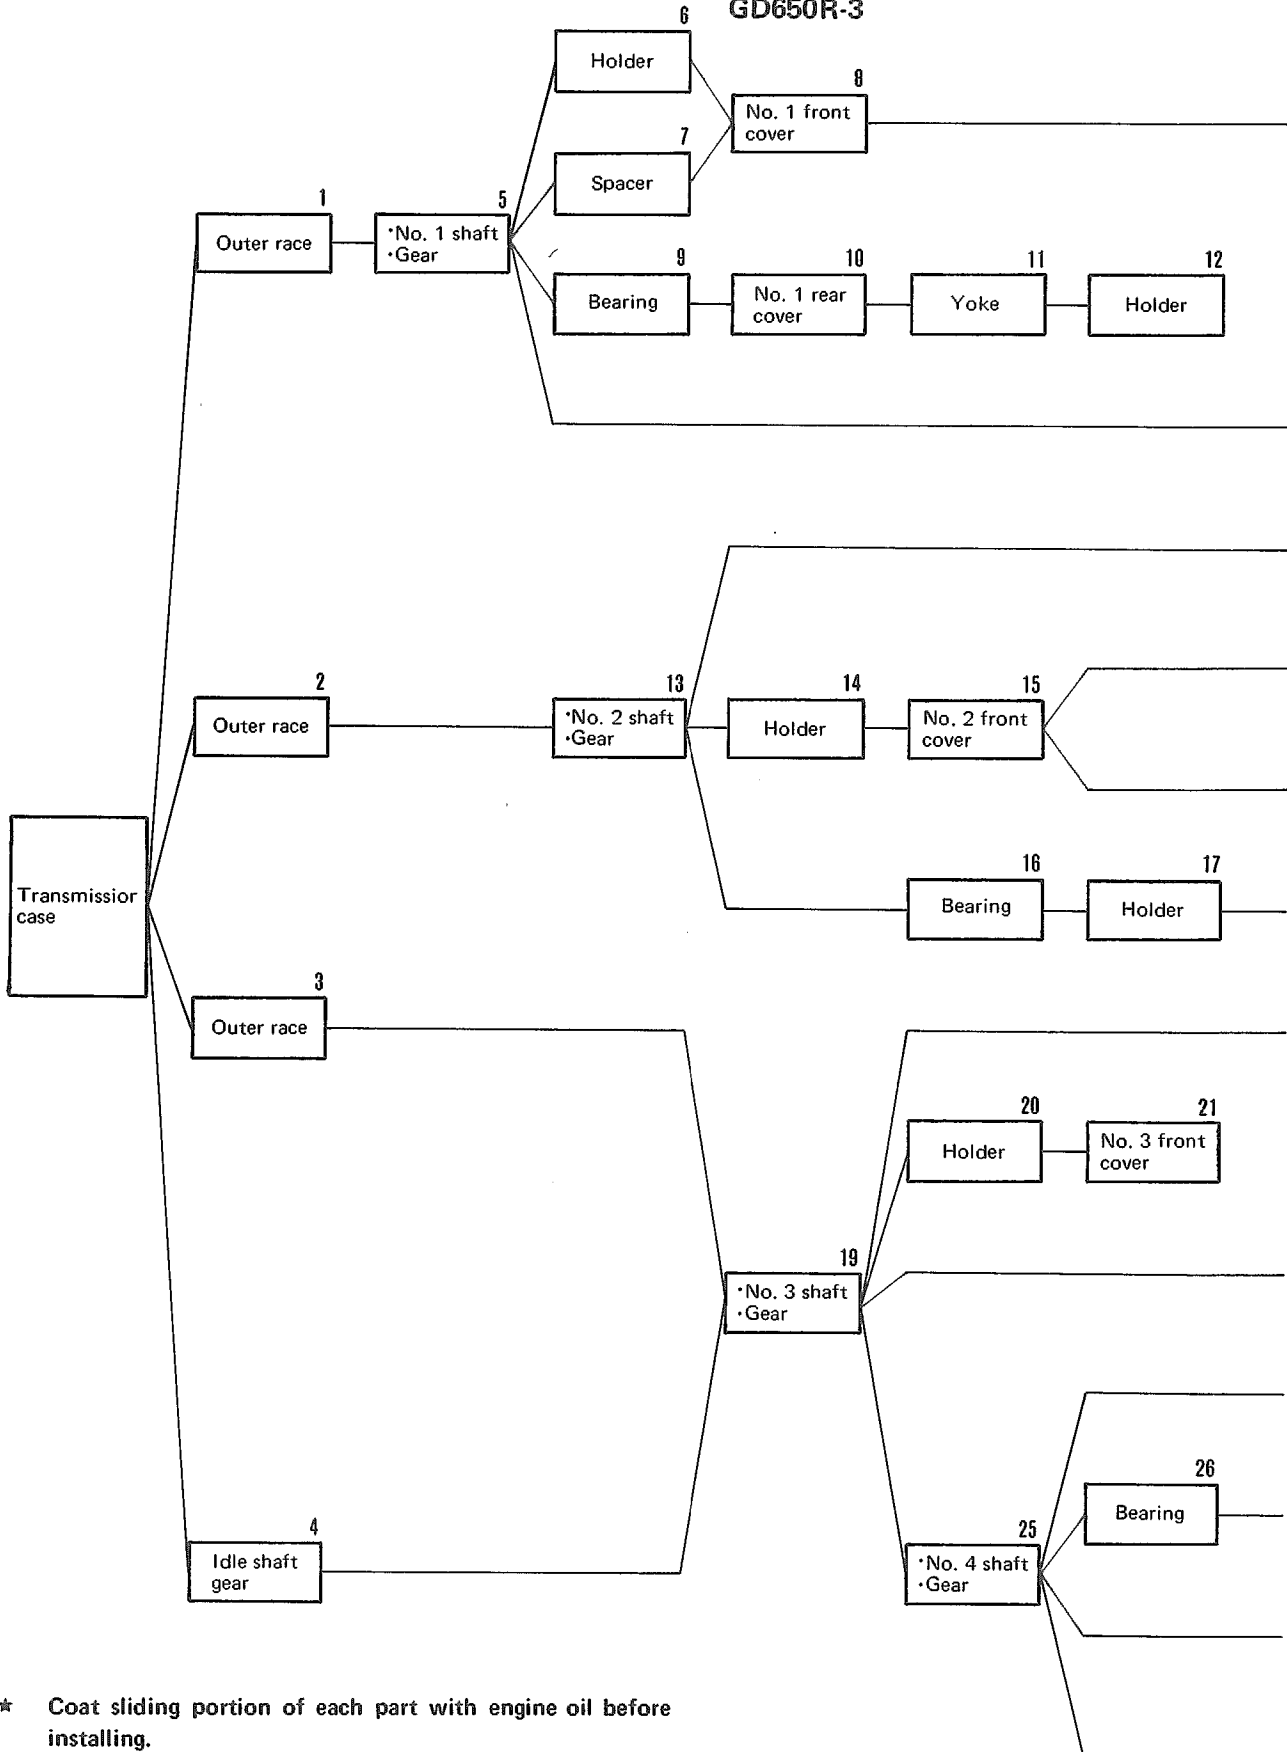 GD650R-3
6
Holder
8
No. 1 front
cover
7
Spacer
1
Outer race
5
·No. 1 shaft
·Gear
9
Bearing
10
No. 1 rear
cover
11
Yoke
12
Holder
2
Outer race
13
·No. 2 shaft
·Gear
14
Holder
15
No. 2 front
cover
16
Bearing
17
Holder
Transmissior
case
3
Outer race
20
Holder
21
No. 3 front
cover
19
·No. 3 shaft
·Gear
26
Bearing
25
·No. 4 shaft
·Gear
4
Idle shaft
gear
★ Coat sliding portion of each part with engine oil before
installing.